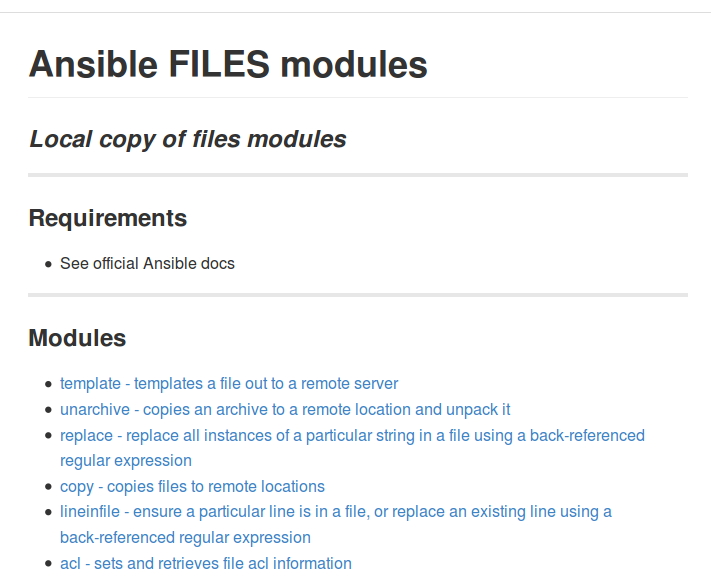 Ansible FILES modules
Local copy of files modules
Requirements
See official Ansible docs
Modules
template - templates a file out to a remote server
unarchive - copies an archive to a remote location and unpack it
replace - replace all instances of a particular string in a file using a back-referenced
regular expression
copy - copies files to remote locations
lineinfile - ensure a particular line is in a file, or replace an existing line using a
back-referenced regular expression
acl - sets and retrieves file acl information